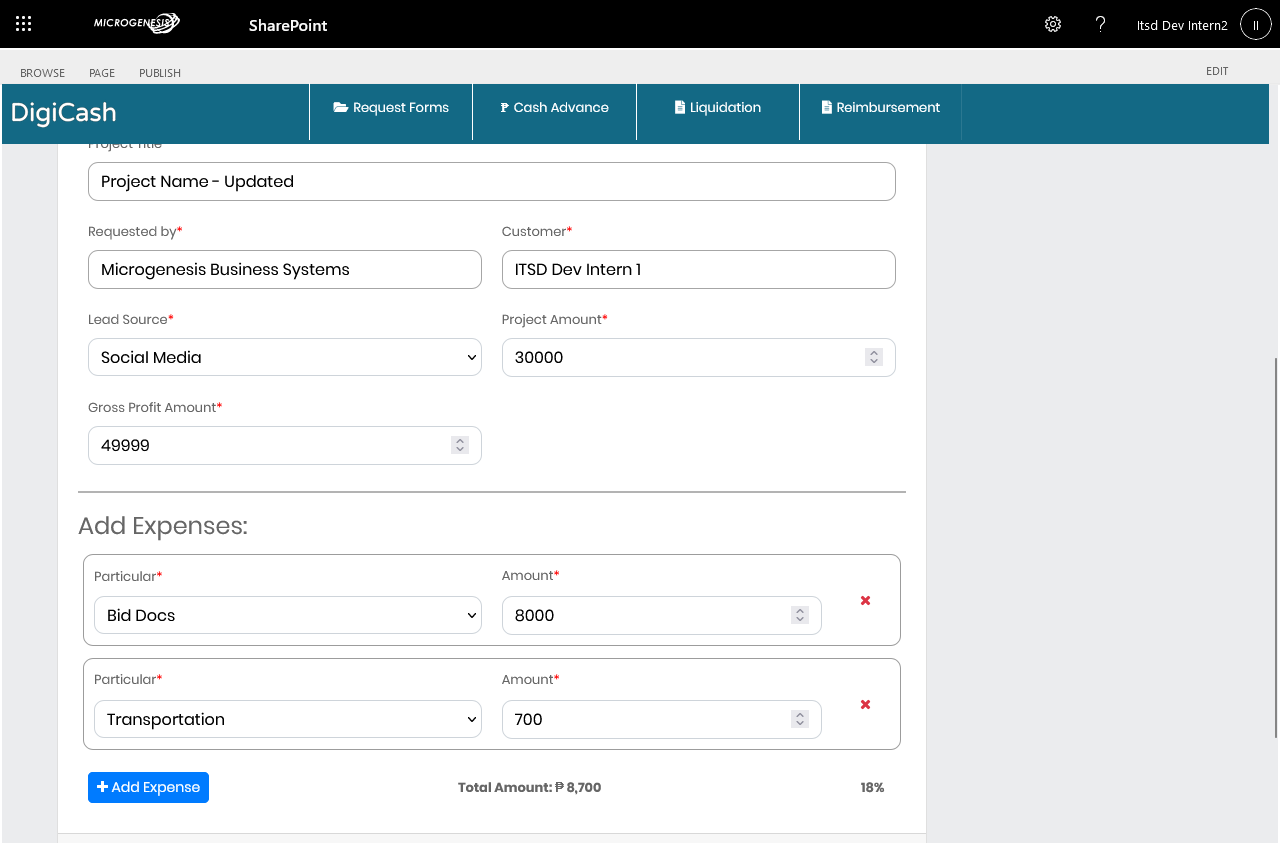 MICROGENESIS
SharePoint
Itsd Dev Intern2
II
BROWSE
PAGE
PUBLISH
EDIT
DigiCash
Request Forms
₱ Cash Advance
Liquidation
Reimbursement
Project Title
Project Name - Updated
Requested by*
Customer*
Microgenesis Business Systems
ITSD Dev Intern 1
Lead Source*
Project Amount*
Social Media
30000
Gross Profit Amount*
49999
Add Expenses:
Particular*
Amount*
Bid Docs
8000
Particular*
Amount*
Transportation
700
+ Add Expense
Total Amount: ₱ 8,700
18%